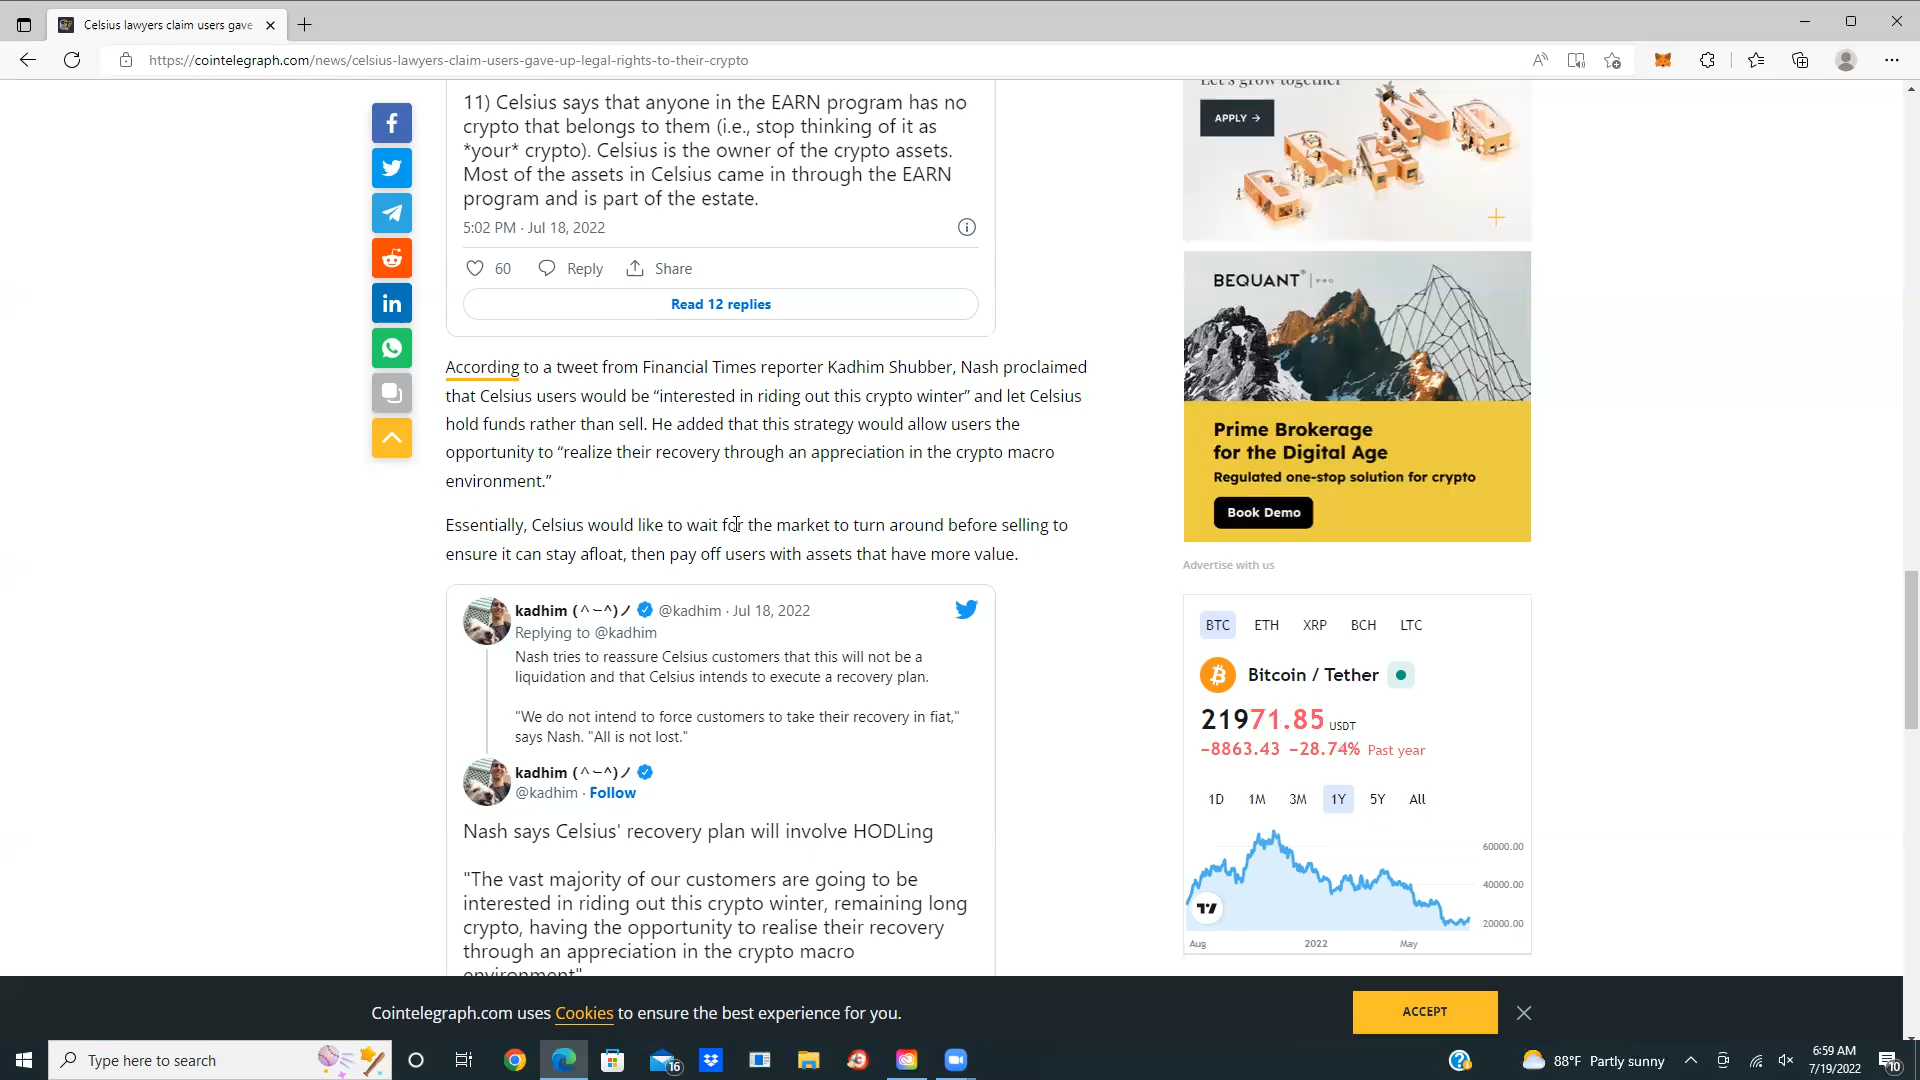 Celsius lawyers claim users gave
https://cointelegraph.com/news/celsius-lawyers-claim-users-gave-up-legal-rights-to-their-crypto
11) Celsius says that anyone in the EARN program has no
crypto that belongs to them (i.e., stop thinking of it as
*your* crypto). Celsius is the owner of the crypto assets.
Most of the assets in Celsius came in through the EARN
program and is part of the estate.
5:02 PM · Jul 18, 2022
60 Reply Share
Read 12 replies
According to a tweet from Financial Times reporter Kadhim Shubber, Nash proclaimed
that Celsius users would be “interested in riding out this crypto winter” and let Celsius
hold funds rather than sell. He added that this strategy would allow users the
opportunity to “realize their recovery through an appreciation in the crypto macro
environment.”
Essentially, Celsius would like to wait for the market to turn around before selling to
ensure it can stay afloat, then pay off users with assets that have more value.
kadhim (^ー^)ノ @kadhim · Jul 18, 2022
Replying to @kadhim
Nash tries to reassure Celsius customers that this will not be a
liquidation and that Celsius intends to execute a recovery plan.
"We do not intend to force customers to take their recovery in fiat,"
says Nash. "All is not lost."
kadhim (^ー^)ノ
@kadhim · Follow
Nash says Celsius' recovery plan will involve HODLing
"The vast majority of our customers are going to be
interested in riding out this crypto winter, remaining long
crypto, having the opportunity to realise their recovery
through an appreciation in the crypto macro
environment"
Let's grow together
APPLY →
BEQUANT | PRO
Prime Brokerage
for the Digital Age
Regulated one-stop solution for crypto
Book Demo
Advertise with us
BTC ETH XRP BCH LTC
Bitcoin / Tether
21971.85 USDT
−8863.43 −28.74% Past year
1D 1M 3M 1Y 5Y All
60000.00
40000.00
20000.00
Aug 2022 May
Cointelegraph.com uses Cookies to ensure the best experience for you.
ACCEPT
Type here to search
16
88°F Partly sunny
6:59 AM
7/19/2022
10